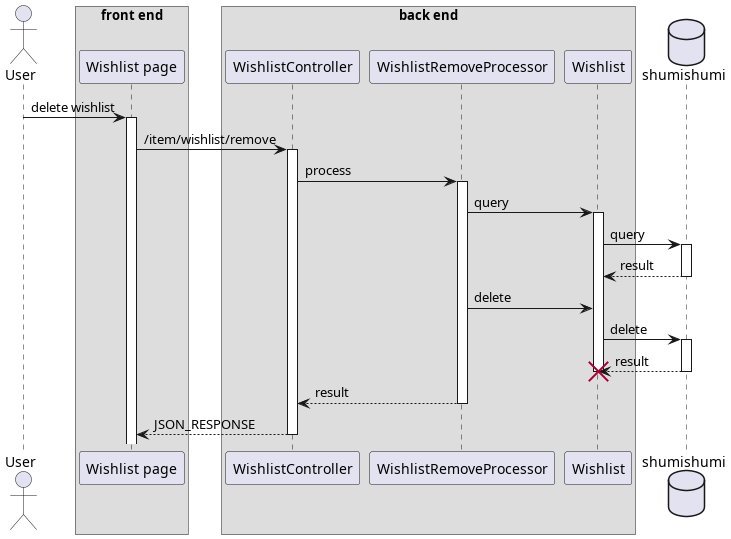 front end
back end
User
Wishlist page
WishlistController
WishlistRemoveProcessor
Wishlist
shumishumi
delete wishlist
/item/wishlist/remove
process
query
query
result
delete
delete
result
result
JSON_RESPONSE
User
Wishlist page
WishlistController
WishlistRemoveProcessor
Wishlist
shumishumi